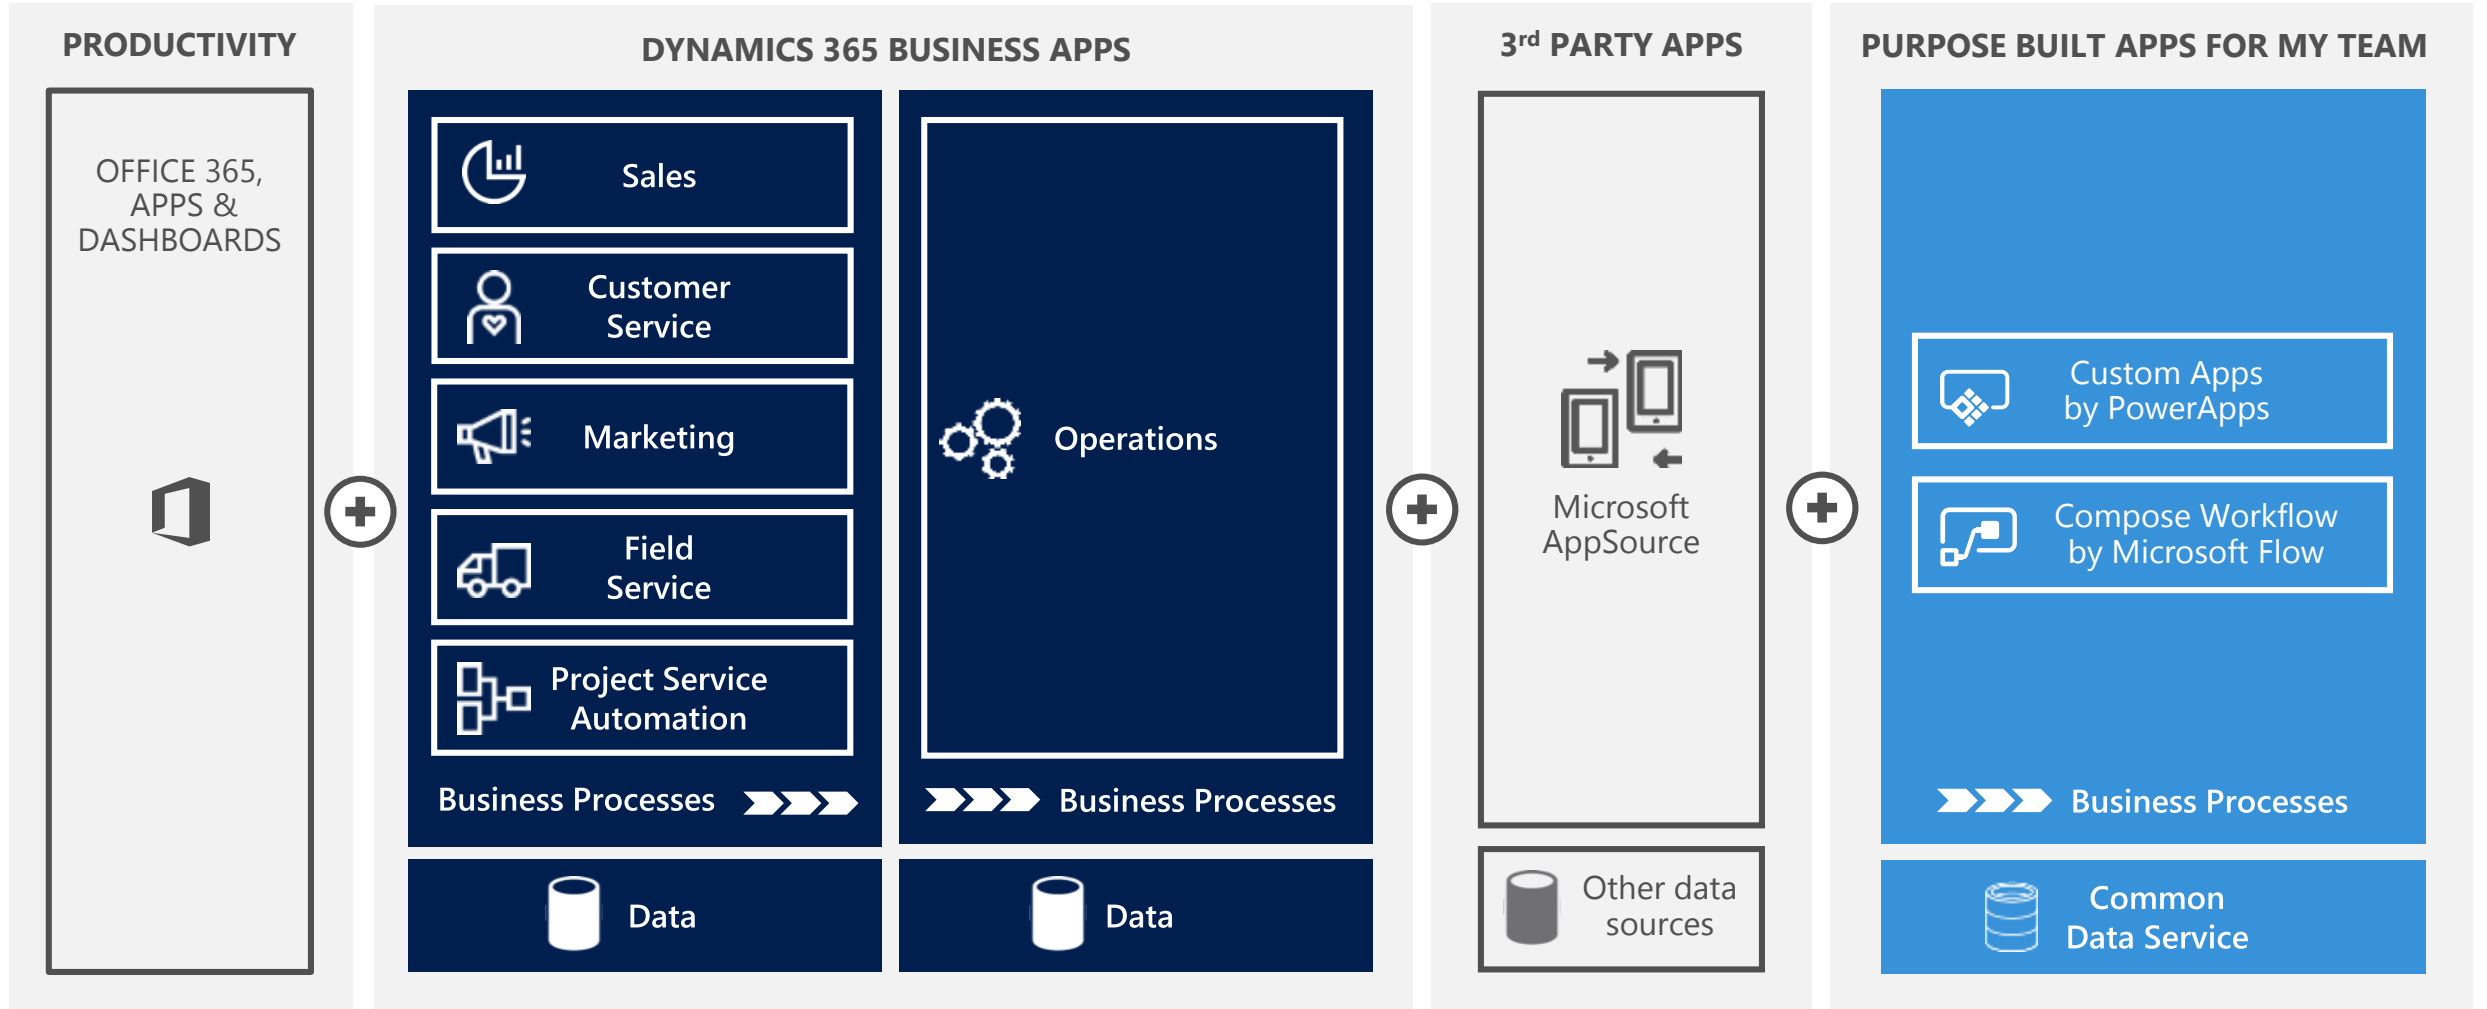 PRODUCTIVITY
OFFICE 365,
APPS &
DASHBOARDS
DYNAMICS 365 BUSINESS APPS
Sales
Customer
Service
Marketing
Field
Service
Project Service
Automation
Business Processes
Data
Operations
Business Processes
Data
3rd PARTY APPS
Microsoft
AppSource
Other data
sources
PURPOSE BUILT APPS FOR MY TEAM
Custom Apps
by PowerApps
Compose Workflow
by Microsoft Flow
Business Processes
Common
Data Service